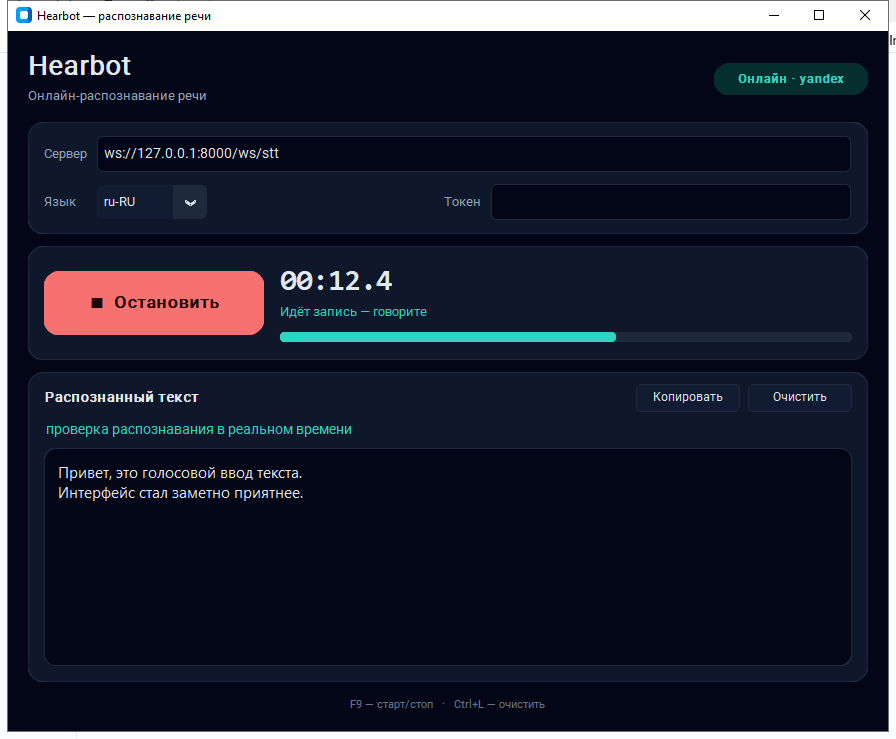 Hearbot — распознавание речи
Hearbot
Онлайн-распознавание речи
Онлайн · yandex
Сервер ws://127.0.0.1:8000/ws/stt
Язык ru-RU Токен
■ Остановить
00:12.4
Идёт запись — говорите
Распознанный текст Копировать Очистить
проверка распознавания в реальном времени
Привет, это голосовой ввод текста.
Интерфейс стал заметно приятнее.
F9 — старт/стоп · Ctrl+L — очистить